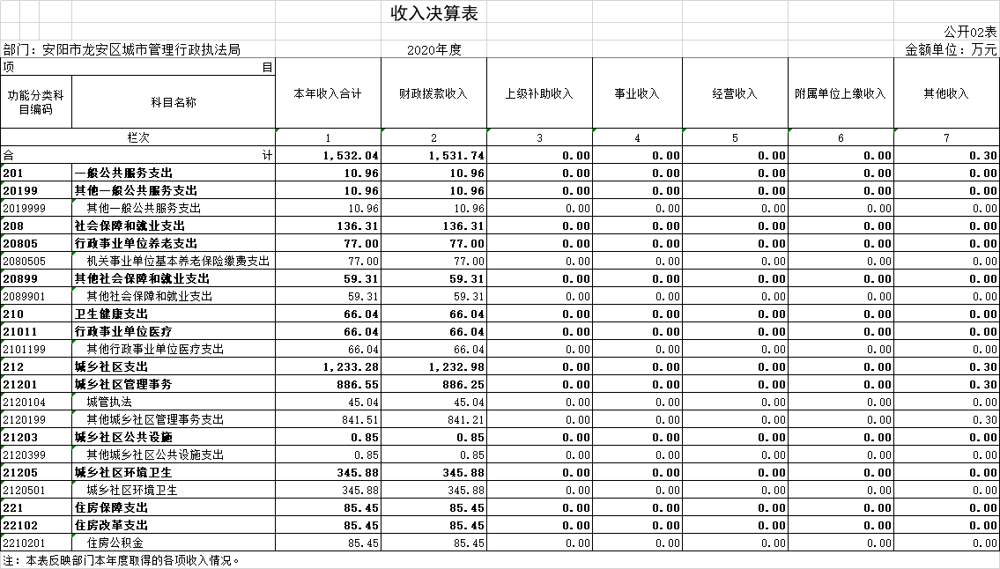 收入决算表
公开02表
部门：安阳市龙安区城市管理行政执法局 2020年度 金额单位：万元
项 目 本年收入合计 财政拨款收入 上级补助收入 事业收入 经营收入 附属单位上缴收入 其他收入
功能分类科目编码 科目名称
栏次 1 2 3 4 5 6 7
合 计 1,532.04 1,531.74 0.00 0.00 0.00 0.00 0.30
201 一般公共服务支出 10.96 10.96 0.00 0.00 0.00 0.00 0.00
20199 其他一般公共服务支出 10.96 10.96 0.00 0.00 0.00 0.00 0.00
2019999 其他一般公共服务支出 10.96 10.96 0.00 0.00 0.00 0.00 0.00
208 社会保障和就业支出 136.31 136.31 0.00 0.00 0.00 0.00 0.00
20805 行政事业单位养老支出 77.00 77.00 0.00 0.00 0.00 0.00 0.00
2080505 机关事业单位基本养老保险缴费支出 77.00 77.00 0.00 0.00 0.00 0.00 0.00
20899 其他社会保障和就业支出 59.31 59.31 0.00 0.00 0.00 0.00 0.00
2089901 其他社会保障和就业支出 59.31 59.31 0.00 0.00 0.00 0.00 0.00
210 卫生健康支出 66.04 66.04 0.00 0.00 0.00 0.00 0.00
21011 行政事业单位医疗 66.04 66.04 0.00 0.00 0.00 0.00 0.00
2101199 其他行政事业单位医疗支出 66.04 66.04 0.00 0.00 0.00 0.00 0.00
212 城乡社区支出 1,233.28 1,232.98 0.00 0.00 0.00 0.00 0.30
21201 城乡社区管理事务 886.55 886.25 0.00 0.00 0.00 0.00 0.30
2120104 城管执法 45.04 45.04 0.00 0.00 0.00 0.00 0.00
2120199 其他城乡社区管理事务支出 841.51 841.21 0.00 0.00 0.00 0.00 0.30
21203 城乡社区公共设施 0.85 0.85 0.00 0.00 0.00 0.00 0.00
2120399 其他城乡社区公共设施支出 0.85 0.85 0.00 0.00 0.00 0.00 0.00
21205 城乡社区环境卫生 345.88 345.88 0.00 0.00 0.00 0.00 0.00
2120501 城乡社区环境卫生 345.88 345.88 0.00 0.00 0.00 0.00 0.00
221 住房保障支出 85.45 85.45 0.00 0.00 0.00 0.00 0.00
22102 住房改革支出 85.45 85.45 0.00 0.00 0.00 0.00 0.00
2210201 住房公积金 85.45 85.45 0.00 0.00 0.00 0.00 0.00
注：本表反映部门本年度取得的各项收入情况。